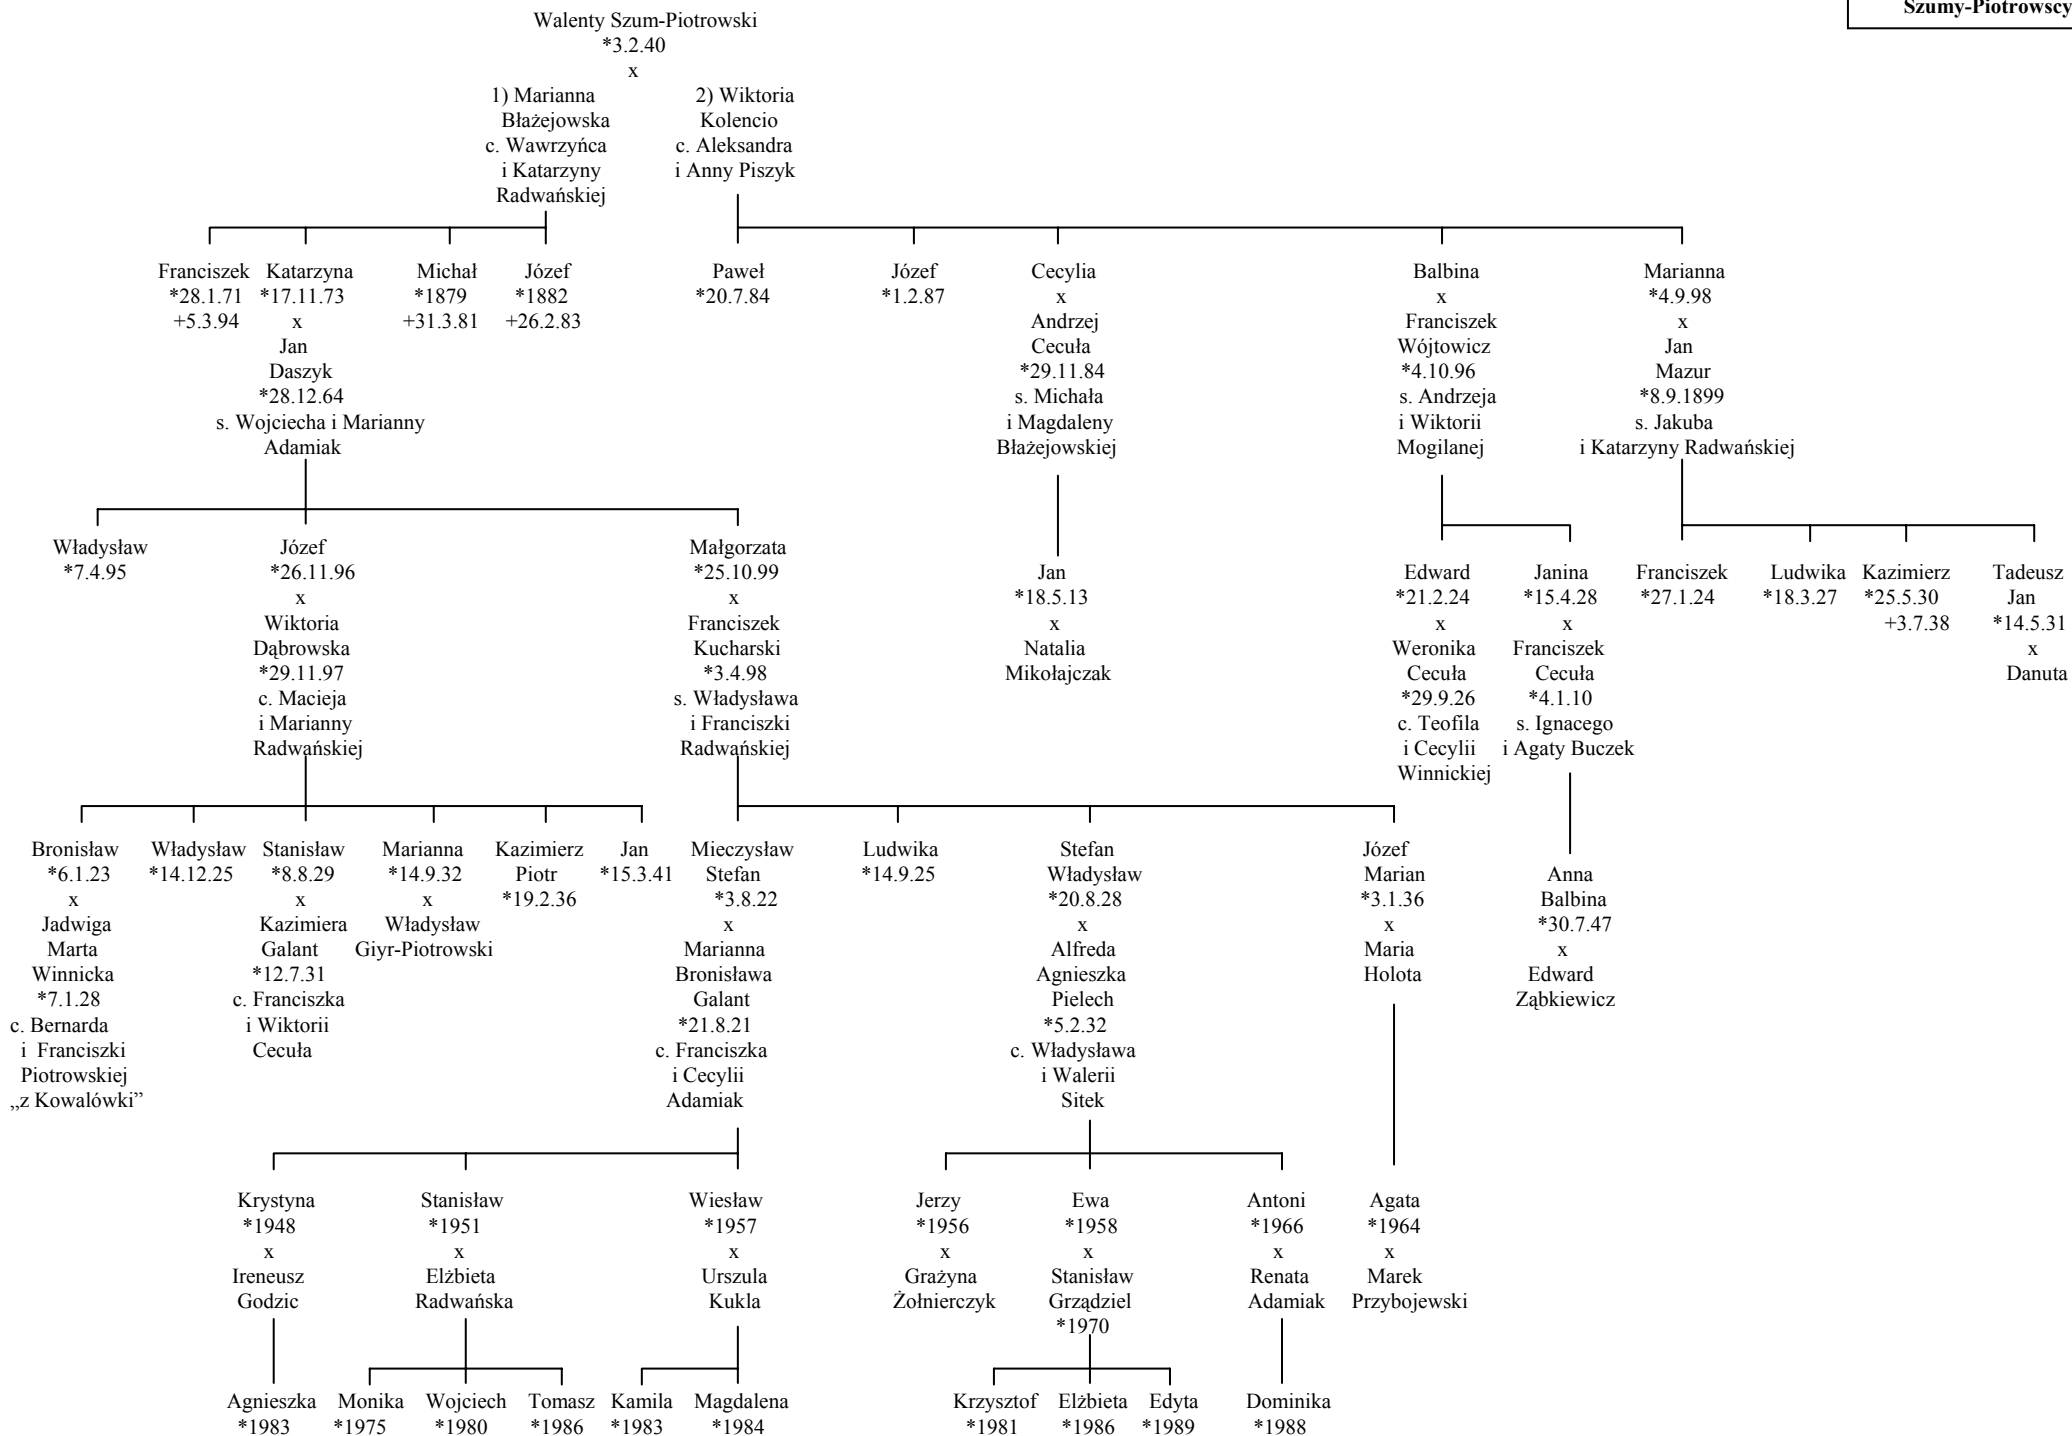 Szumy-Piotrowscy
Walenty Szum-Piotrowski
*3.2.40
x
1) Marianna
Błażejowska
c. Wawrzyńca
i Katarzyny
Radwańskiej
2) Wiktoria
Kolencio
c. Aleksandra
i Anny Piszyk
Franciszek
*28.1.71
+5.3.94
Katarzyna
*17.11.73
x
Jan
Daszyk
*28.12.64
s. Wojciecha i Marianny
Adamiak
Michał
*1879
+31.3.81
Józef
*1882
+26.2.83
Paweł
*20.7.84
Józef
*1.2.87
Cecylia
x
Andrzej
Cecuła
*29.11.84
s. Michała
i Magdaleny
Błażejowskiej
Balbina
x
Franciszek
Wójtowicz
*4.10.96
s. Andrzeja
i Wiktorii
Mogilanej
Marianna
*4.9.98
x
Jan
Mazur
*8.9.1899
s. Jakuba
i Katarzyny Radwańskiej
Władysław
*7.4.95
Józef
*26.11.96
x
Wiktoria
Dąbrowska
*29.11.97
c. Macieja
i Marianny
Radwańskiej
Małgorzata
*25.10.99
x
Franciszek
Kucharski
*3.4.98
s. Władysława
i Franciszki
Radwańskiej
Jan
*18.5.13
x
Natalia
Mikołajczak
Edward
*21.2.24
x
Weronika
Cecuła
*29.9.26
c. Teofila
i Cecylii
Winnickiej
Janina
*15.4.28
x
Franciszek
Cecuła
*4.1.10
s. Ignacego
i Agaty Buczek
Franciszek
*27.1.24
Ludwika
*18.3.27
Kazimierz
*25.5.30
+3.7.38
Tadeusz
Jan
*14.5.31
x
Danuta
Bronisław
*6.1.23
x
Jadwiga
Marta
Winnicka
*7.1.28
c. Bernarda
i Franciszki
Piotrowskiej
„z Kowalówki”
Władysław
*14.12.25
Stanisław
*8.8.29
x
Kazimiera
Galant
*12.7.31
c. Franciszka
i Wiktorii
Cecuła
Marianna
*14.9.32
x
Władysław
Giyr-Piotrowski
Kazimierz
Piotr
*19.2.36
Jan
*15.3.41
Mieczysław
Stefan
*3.8.22
x
Marianna
Bronisława
Galant
*21.8.21
c. Franciszka
i Cecylii
Adamiak
Ludwika
*14.9.25
Stefan
Władysław
*20.8.28
x
Alfreda
Agnieszka
Pielech
*5.2.32
c. Władysława
i Walerii
Sitek
Józef
Marian
*3.1.36
x
Maria
Holota
Anna
Balbina
*30.7.47
x
Edward
Ząbkiewicz
Krystyna
*1948
x
Ireneusz
Godzic
Stanisław
*1951
x
Elżbieta
Radwańska
Wiesław
*1957
x
Urszula
Kukla
Jerzy
*1956
x
Grażyna
Żołnierczyk
Ewa
*1958
x
Stanisław
Grządziel
*1970
Antoni
*1966
x
Renata
Adamiak
Agata
*1964
x
Marek
Przybojewski
Agnieszka
*1983
Monika
*1975
Wojciech
*1980
Tomasz
*1986
Kamila
*1983
Magdalena
*1984
Krzysztof
*1981
Elżbieta
*1986
Edyta
*1989
Dominika
*1988